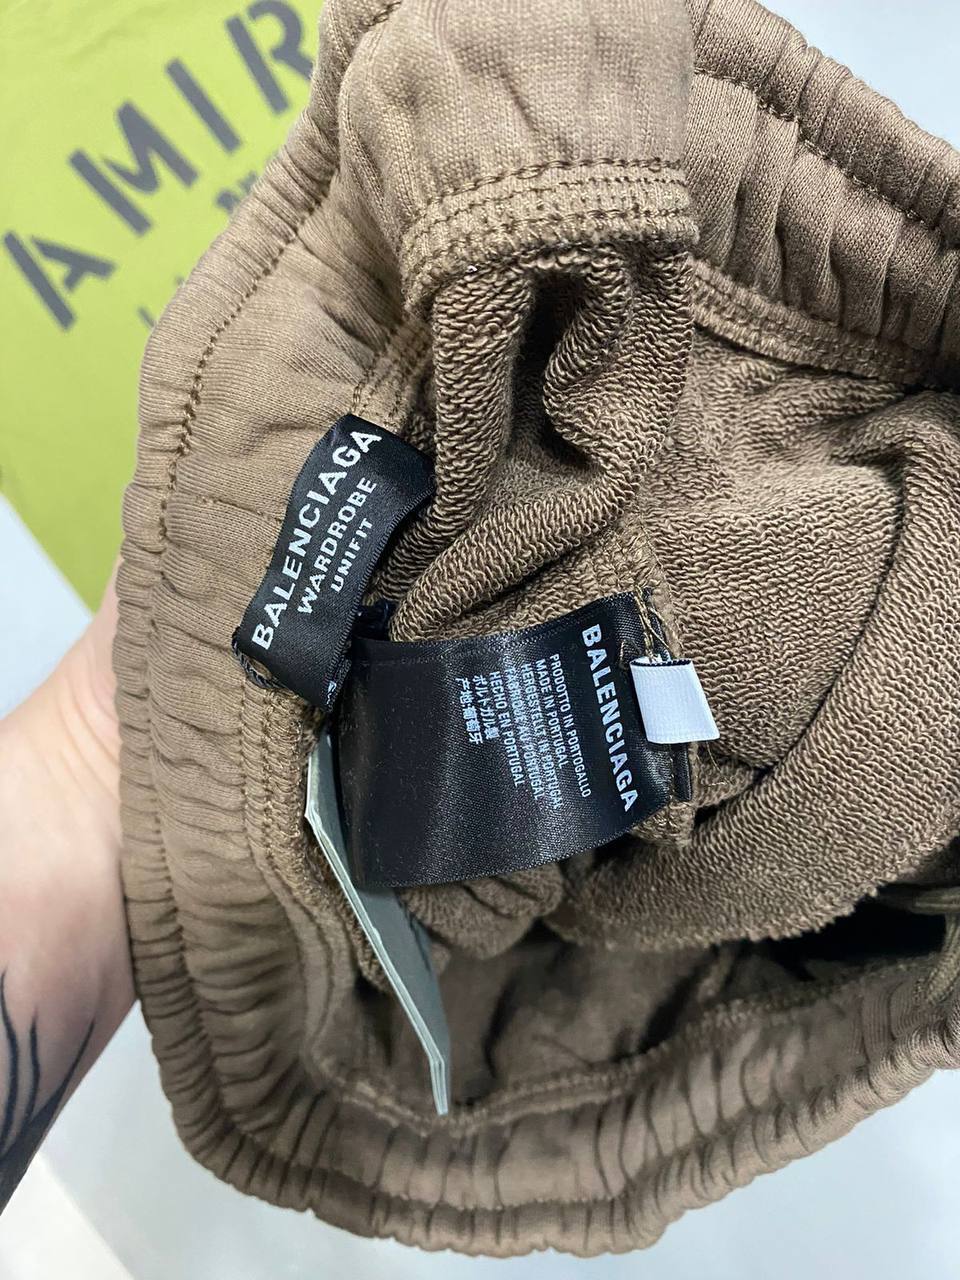 AMIR
BALENCIAGA
WARDROBE
UNIFIT
BALENCIAGA
PRODOTTO IN PORTOGALLO
MADE IN PORTUGAL
HERGESTELLT IN PORTUGAL
FABRIQUÉ AU PORTUGAL
HECHO EN PORTUGAL
ポルトガル製
产地葡萄牙